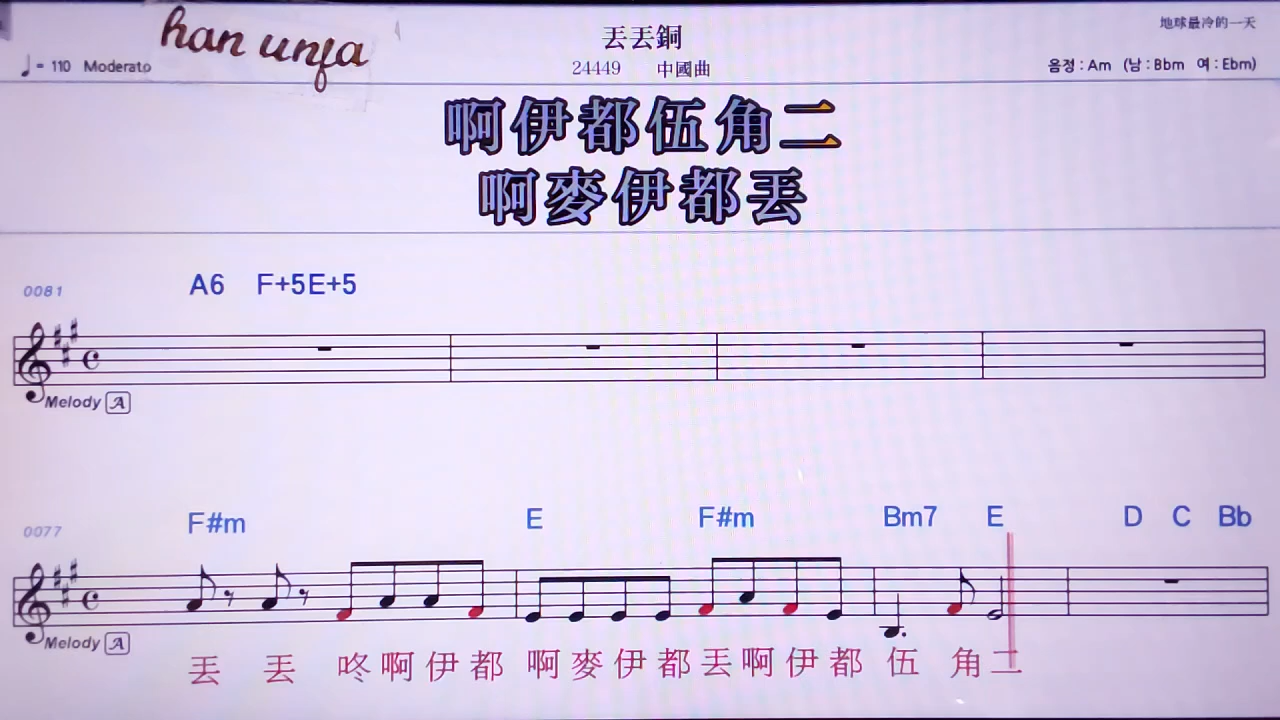 han unfa
丟丟銅
地球最冷的一天
= 110 Moderato
24449 中國曲
음정 : Am (남 : Bbm 여 : Ebm)
啊伊都伍角二
啊麥伊都丟
0081
A6 F+5E+5
Melody A
0077
F#m E F#m Bm7 E D C Bb
Melody A
丟 丟 咚啊伊都 啊麥伊都丟啊伊都 伍 角二